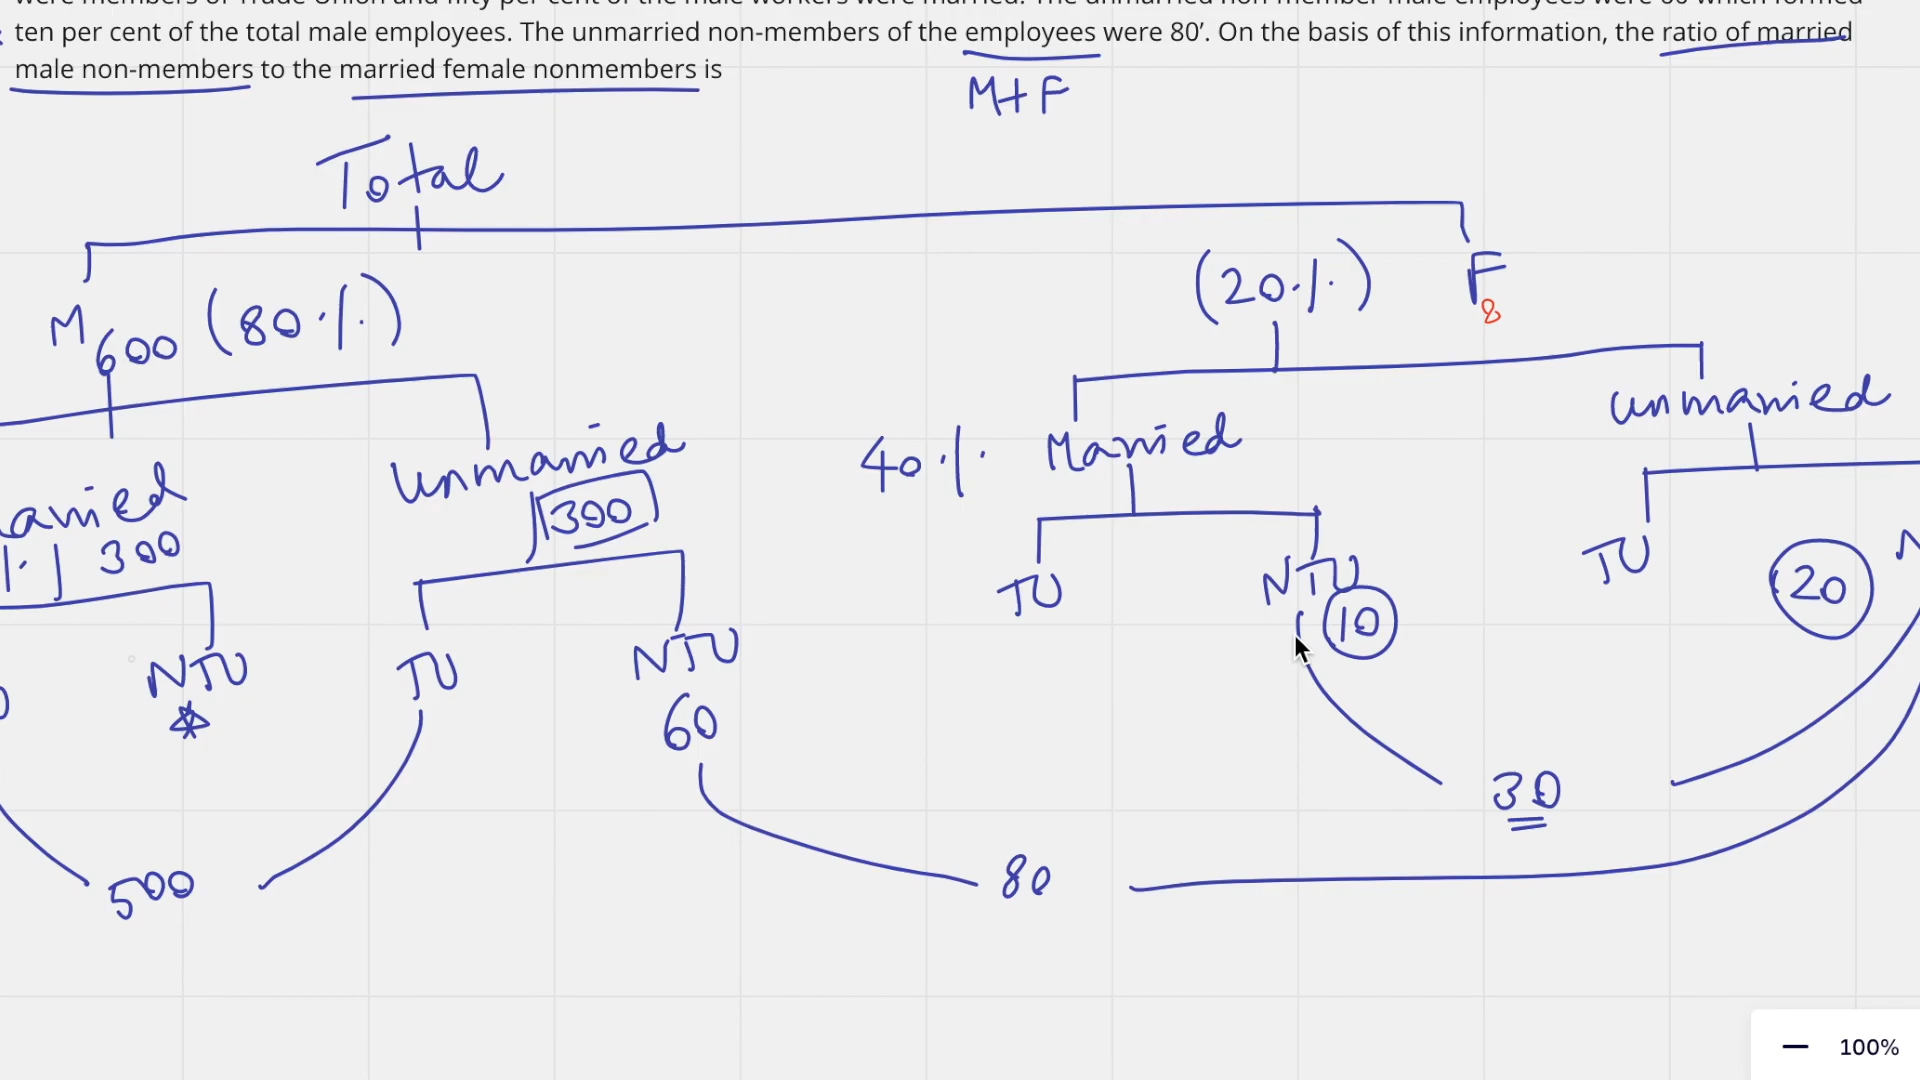 ten per cent of the total male employees. The unmarried non-members of the employees were 80’. On the basis of this information, the ratio of married
male non-members to the married female nonmembers is
M+F
Total
(20%) F
8
M 600 (80%)
unmarried
40% Married
unmarried
300
300
TU NTU
10
TU
20
NTU
TU
NTU
60
30
500
80
100%